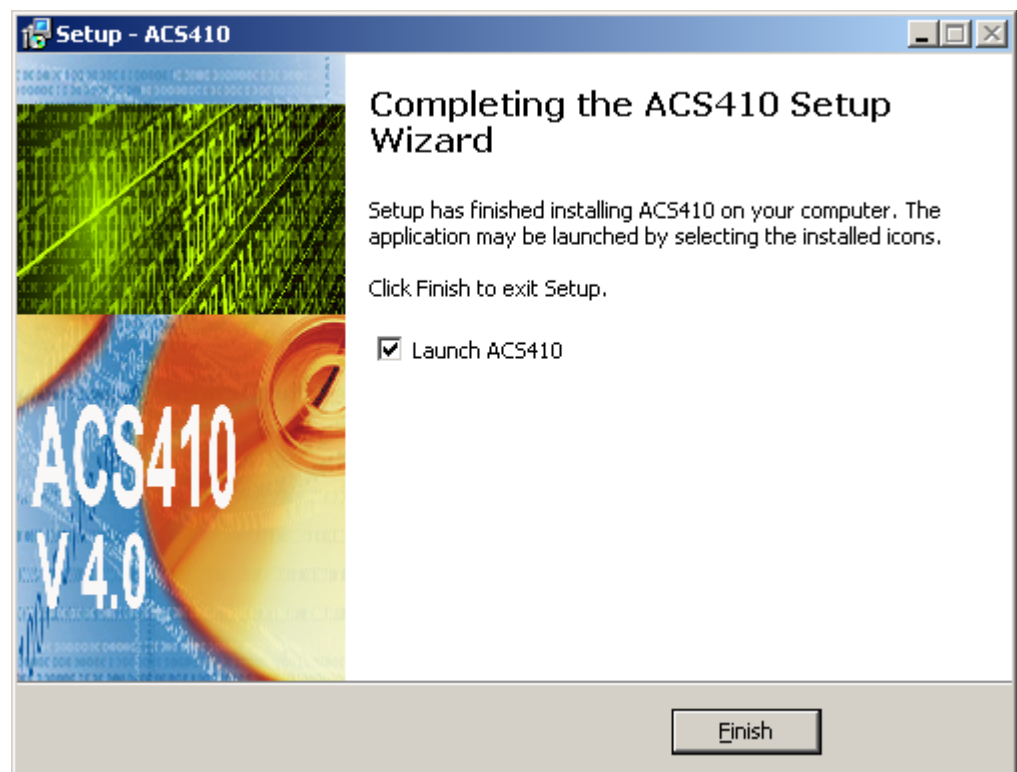 Setup - ACS410
Completing the ACS410 Setup
Wizard
Setup has finished installing ACS410 on your computer. The
application may be launched by selecting the installed icons.
Click Finish to exit Setup.
Launch ACS410
ACS410
V 4.0
Finish